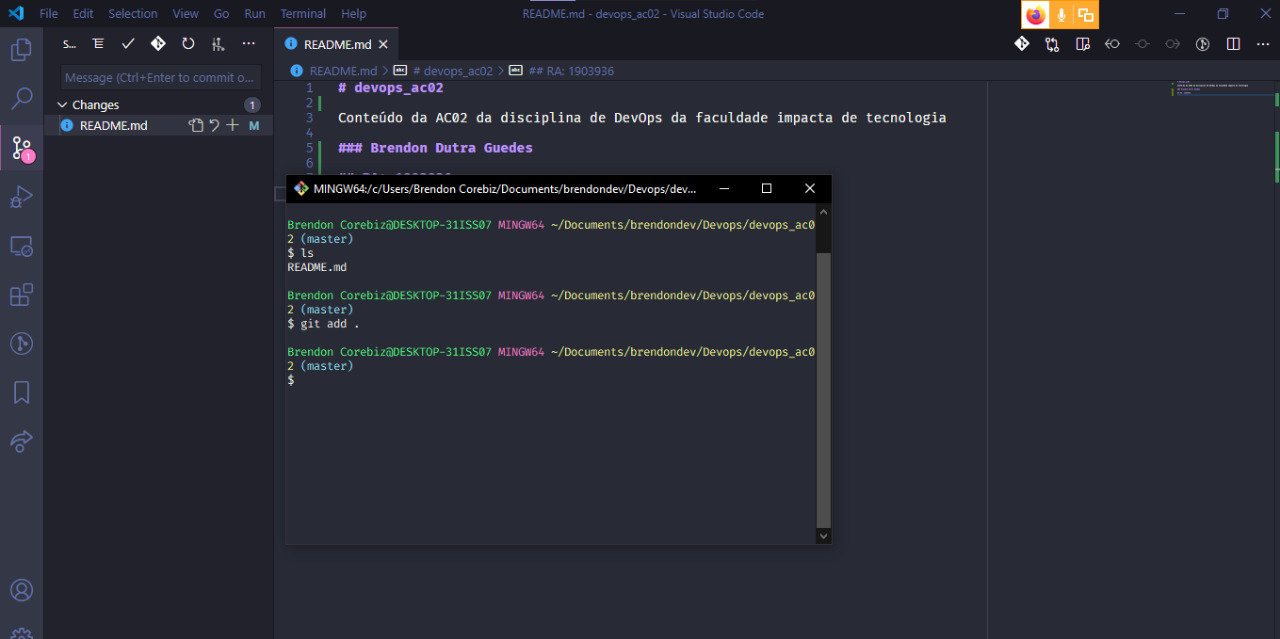 File Edit Selection View Go Run Terminal Help README.md - devops_ac02 - Visual Studio Code
S...
README.md
Message (Ctrl+Enter to commit o...
README.md > # devops_ac02 > ## RA: 1903936
Changes 1
README.md M
1
1 # devops_ac02
2
3 Conteúdo da AC02 da disciplina de DevOps da faculdade impacta de tecnologia
4
5 ### Brendon Dutra Guedes
6
MINGW64:/c/Users/Brendon Corebiz/Documents/brendondev/Devops/dev...
Brendon Corebiz@DESKTOP-31ISS07 MINGW64 ~/Documents/brendondev/Devops/devops_ac0
2 (master)
$ ls
README.md
Brendon Corebiz@DESKTOP-31ISS07 MINGW64 ~/Documents/brendondev/Devops/devops_ac0
2 (master)
$ git add .
Brendon Corebiz@DESKTOP-31ISS07 MINGW64 ~/Documents/brendondev/Devops/devops_ac0
2 (master)
$